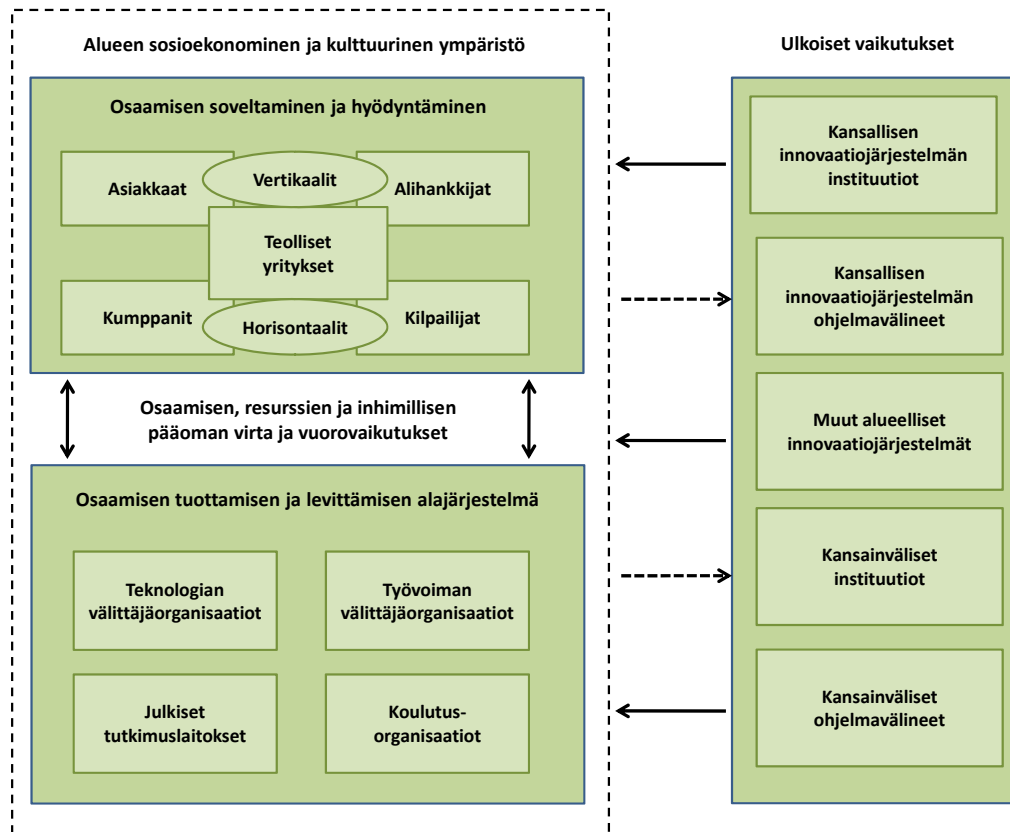 Alueen sosioekonominen ja kulttuurinen ympäristö
Osaamisen soveltaminen ja hyödyntäminen
Asiakkaat
Vertikaalit
Alihankkijat
Teolliset
yritykset
Kumppanit
Horisontaalit
Kilpailijat
Osaamisen, resurssien ja inhimillisen
pääoman virta ja vuorovaikutukset
Osaamisen tuottamisen ja levittämisen alajärjestelmä
Teknologian
välittäjäorganisaatiot
Työvoiman
välittäjäorganisaatiot
Julkiset
tutkimuslaitokset
Koulutus-
organisaatiot
Ulkoiset vaikutukset
Kansallisen
innovaatiojärjestelmän
instituutiot
Kansallisen
innovaatiojärjestelmän
ohjelmavälineet
Muut alueelliset
innovaatiojärjestelmät
Kansainväliset
instituutiot
Kansainväliset
ohjelmavälineet